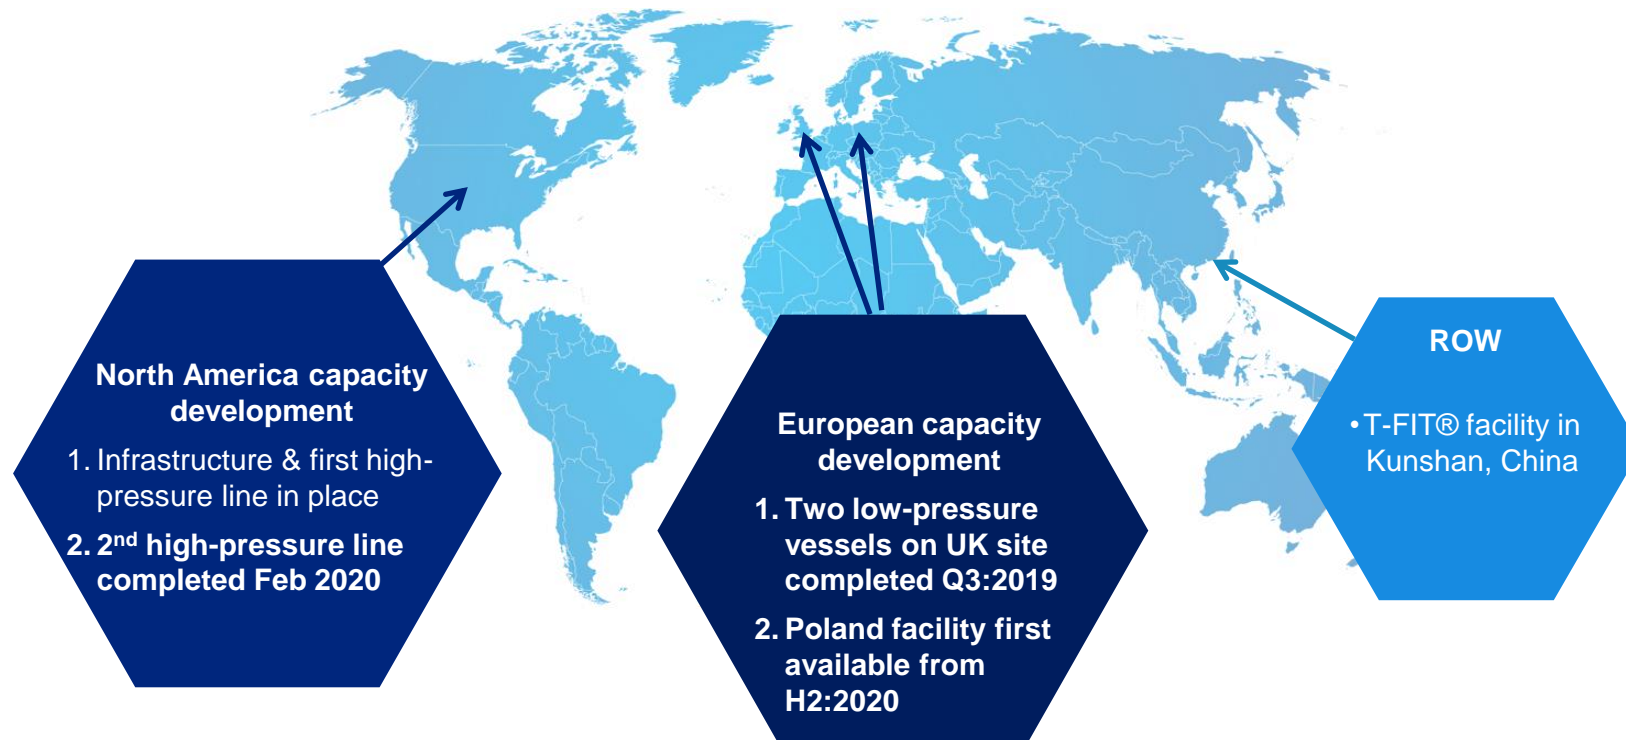 North America capacity
development
1. Infrastructure & first high-
pressure line in place
2. 2nd high-pressure line
completed Feb 2020
European capacity
development
1. Two low-pressure
vessels on UK site
completed Q3:2019
2. Poland facility first
available from
H2:2020
ROW
•T-FIT® facility in
Kunshan, China